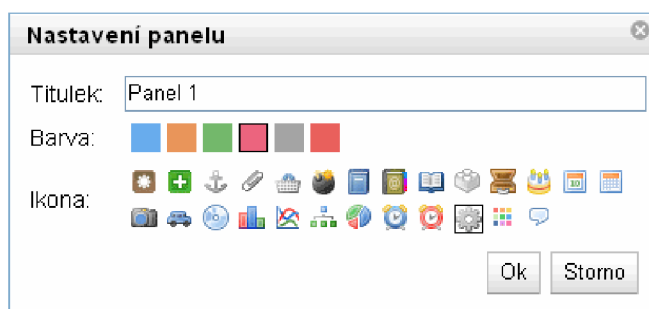 Nastavení panelu
Titulek: Panel 1
Barva:
Ikona:
Ok Storno